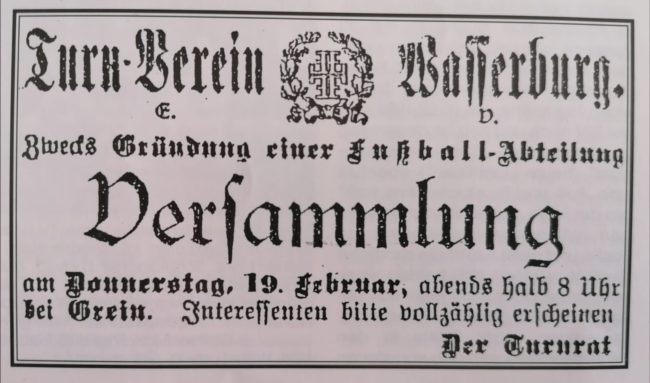 Turn-Verein Wasserburg.
E. V.
Zwecks Gründung einer Fußball-Abteilung
Versammlung
am Donnerstag, 19. Februar, abends halb 8 Uhr
bei Grein. Interessenten bitte vollzählig erscheinen
Der Turnrat